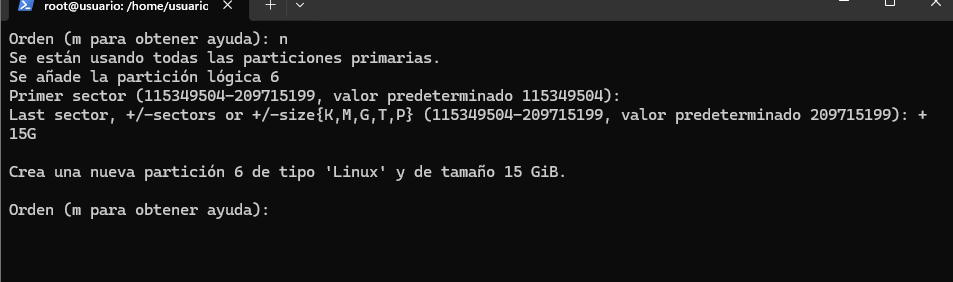 root@usuario: /home/usuario
Orden (m para obtener ayuda): n
Se están usando todas las particiones primarias.
Se añade la partición lógica 6
Primer sector (115349504-209715199, valor predeterminado 115349504):
Last sector, +/-sectors or +/-size{K,M,G,T,P} (115349504-209715199, valor predeterminado 209715199): +
15G
Crea una nueva partición 6 de tipo 'Linux' y de tamaño 15 GiB.
Orden (m para obtener ayuda):